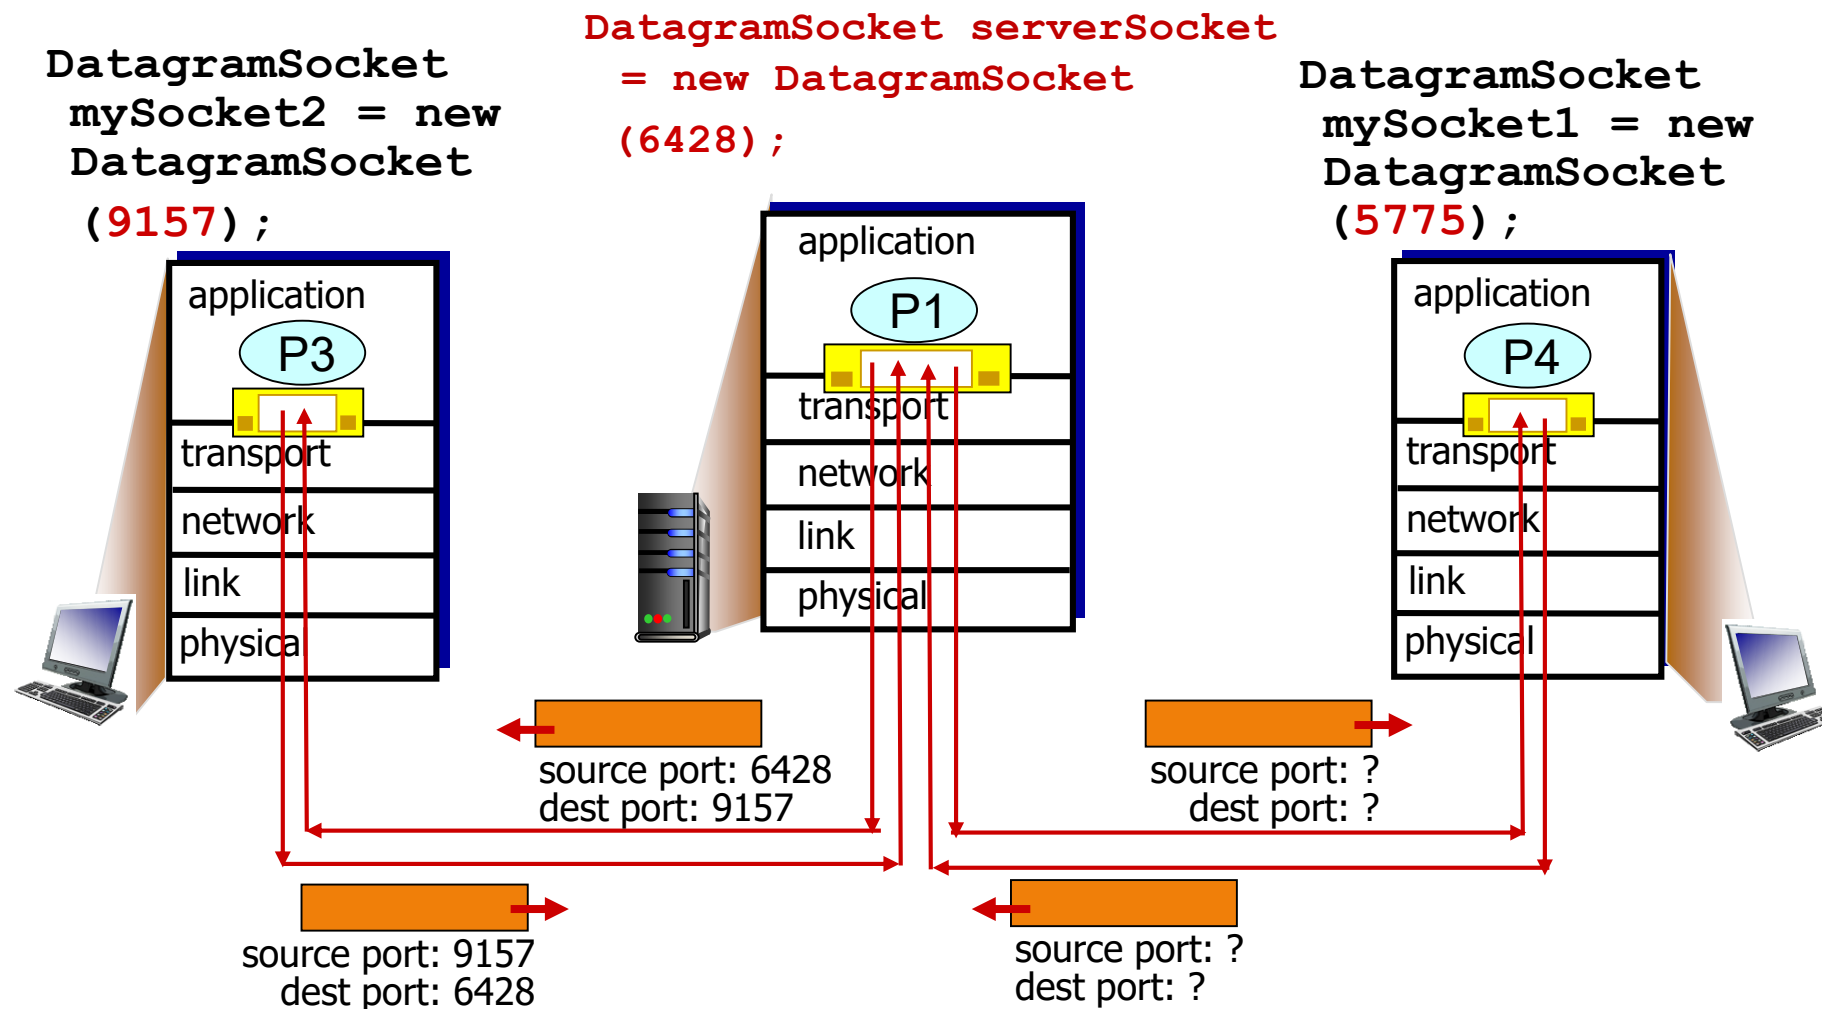 DatagramSocket serverSocket
= new DatagramSocket
(6428);
DatagramSocket
mySocket2 = new
DatagramSocket
(9157);
DatagramSocket
mySocket1 = new
DatagramSocket
(5775);
application
P3
transport
network
link
physical
application
P1
transport
network
link
physical
application
P4
transport
network
link
physical
source port: 6428
dest port: 9157
source port: ?
dest port: ?
source port: 9157
dest port: 6428
source port: ?
dest port: ?